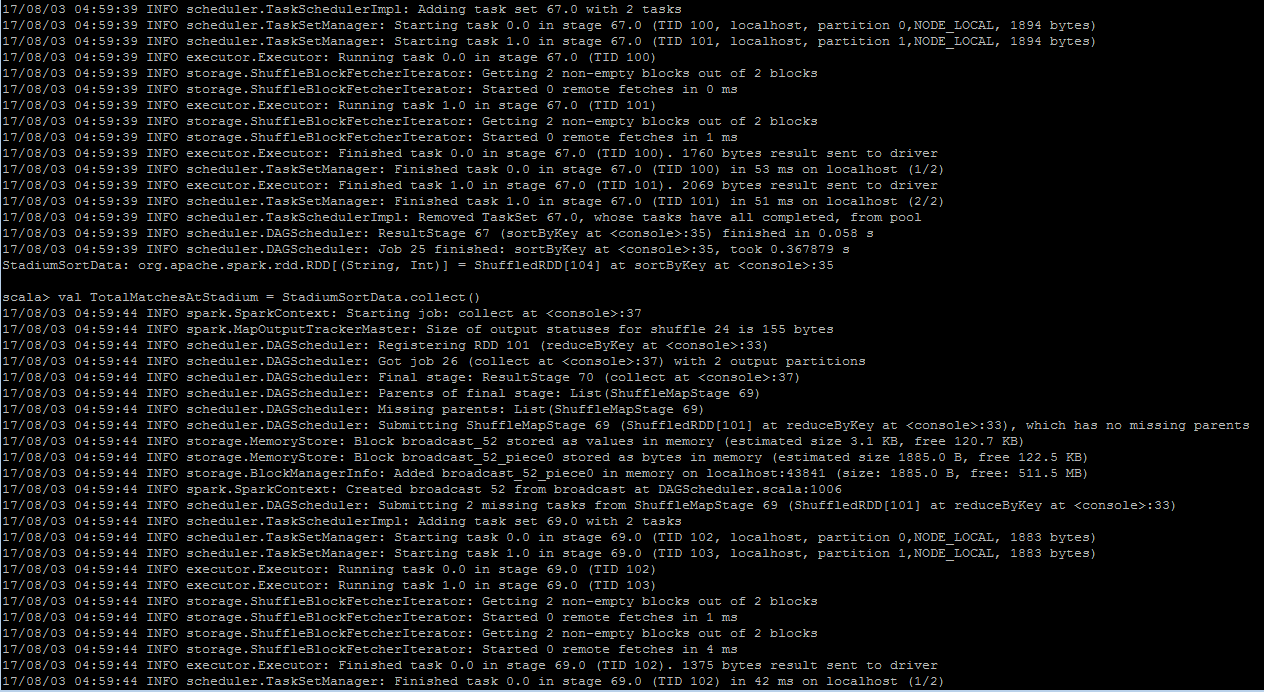 17/08/03 04:59:39 INFO scheduler.TaskSchedulerImpl: Adding task set 67.0 with 2 tasks
17/08/03 04:59:39 INFO scheduler.TaskSetManager: Starting task 0.0 in stage 67.0 (TID 100, localhost, partition 0,NODE_LOCAL, 1894 bytes)
17/08/03 04:59:39 INFO scheduler.TaskSetManager: Starting task 1.0 in stage 67.0 (TID 101, localhost, partition 1,NODE_LOCAL, 1894 bytes)
17/08/03 04:59:39 INFO executor.Executor: Running task 0.0 in stage 67.0 (TID 100)
17/08/03 04:59:39 INFO storage.ShuffleBlockFetcherIterator: Getting 2 non-empty blocks out of 2 blocks
17/08/03 04:59:39 INFO storage.ShuffleBlockFetcherIterator: Started 0 remote fetches in 0 ms
17/08/03 04:59:39 INFO executor.Executor: Running task 1.0 in stage 67.0 (TID 101)
17/08/03 04:59:39 INFO storage.ShuffleBlockFetcherIterator: Getting 2 non-empty blocks out of 2 blocks
17/08/03 04:59:39 INFO storage.ShuffleBlockFetcherIterator: Started 0 remote fetches in 1 ms
17/08/03 04:59:39 INFO executor.Executor: Finished task 0.0 in stage 67.0 (TID 100). 1760 bytes result sent to driver
17/08/03 04:59:39 INFO scheduler.TaskSetManager: Finished task 0.0 in stage 67.0 (TID 100) in 53 ms on localhost (1/2)
17/08/03 04:59:39 INFO executor.Executor: Finished task 1.0 in stage 67.0 (TID 101). 2069 bytes result sent to driver
17/08/03 04:59:39 INFO scheduler.TaskSetManager: Finished task 1.0 in stage 67.0 (TID 101) in 51 ms on localhost (2/2)
17/08/03 04:59:39 INFO scheduler.TaskSchedulerImpl: Removed TaskSet 67.0, whose tasks have all completed, from pool
17/08/03 04:59:39 INFO scheduler.DAGScheduler: ResultStage 67 (sortByKey at <console>:35) finished in 0.058 s
17/08/03 04:59:39 INFO scheduler.DAGScheduler: Job 25 finished: sortByKey at <console>:35, took 0.367879 s
StadiumSortData: org.apache.spark.rdd.RDD[(String, Int)] = ShuffledRDD[104] at sortByKey at <console>:35
scala> val TotalMatchesAtStadium = StadiumSortData.collect()
17/08/03 04:59:44 INFO spark.SparkContext: Starting job: collect at <console>:37
17/08/03 04:59:44 INFO spark.MapOutputTrackerMaster: Size of output statuses for shuffle 24 is 155 bytes
17/08/03 04:59:44 INFO scheduler.DAGScheduler: Registering RDD 101 (reduceByKey at <console>:33)
17/08/03 04:59:44 INFO scheduler.DAGScheduler: Got job 26 (collect at <console>:37) with 2 output partitions
17/08/03 04:59:44 INFO scheduler.DAGScheduler: Final stage: ResultStage 70 (collect at <console>:37)
17/08/03 04:59:44 INFO scheduler.DAGScheduler: Parents of final stage: List(ShuffleMapStage 69)
17/08/03 04:59:44 INFO scheduler.DAGScheduler: Missing parents: List(ShuffleMapStage 69)
17/08/03 04:59:44 INFO scheduler.DAGScheduler: Submitting ShuffleMapStage 69 (ShuffledRDD[101] at reduceByKey at <console>:33), which has no missing parents
17/08/03 04:59:44 INFO storage.MemoryStore: Block broadcast_52 stored as values in memory (estimated size 3.1 KB, free 120.7 KB)
17/08/03 04:59:44 INFO storage.MemoryStore: Block broadcast_52_piece0 stored as bytes in memory (estimated size 1885.0 B, free 122.5 KB)
17/08/03 04:59:44 INFO storage.BlockManagerInfo: Added broadcast_52_piece0 in memory on localhost:43841 (size: 1885.0 B, free: 511.5 MB)
17/08/03 04:59:44 INFO spark.SparkContext: Created broadcast 52 from broadcast at DAGScheduler.scala:1006
17/08/03 04:59:44 INFO scheduler.DAGScheduler: Submitting 2 missing tasks from ShuffleMapStage 69 (ShuffledRDD[101] at reduceByKey at <console>:33)
17/08/03 04:59:44 INFO scheduler.TaskSchedulerImpl: Adding task set 69.0 with 2 tasks
17/08/03 04:59:44 INFO scheduler.TaskSetManager: Starting task 0.0 in stage 69.0 (TID 102, localhost, partition 0,NODE_LOCAL, 1883 bytes)
17/08/03 04:59:44 INFO scheduler.TaskSetManager: Starting task 1.0 in stage 69.0 (TID 103, localhost, partition 1,NODE_LOCAL, 1883 bytes)
17/08/03 04:59:44 INFO executor.Executor: Running task 0.0 in stage 69.0 (TID 102)
17/08/03 04:59:44 INFO executor.Executor: Running task 1.0 in stage 69.0 (TID 103)
17/08/03 04:59:44 INFO storage.ShuffleBlockFetcherIterator: Getting 2 non-empty blocks out of 2 blocks
17/08/03 04:59:44 INFO storage.ShuffleBlockFetcherIterator: Started 0 remote fetches in 1 ms
17/08/03 04:59:44 INFO storage.ShuffleBlockFetcherIterator: Getting 2 non-empty blocks out of 2 blocks
17/08/03 04:59:44 INFO storage.ShuffleBlockFetcherIterator: Started 0 remote fetches in 4 ms
17/08/03 04:59:44 INFO executor.Executor: Finished task 0.0 in stage 69.0 (TID 102). 1375 bytes result sent to driver
17/08/03 04:59:44 INFO scheduler.TaskSetManager: Finished task 0.0 in stage 69.0 (TID 102) in 42 ms on localhost (1/2)